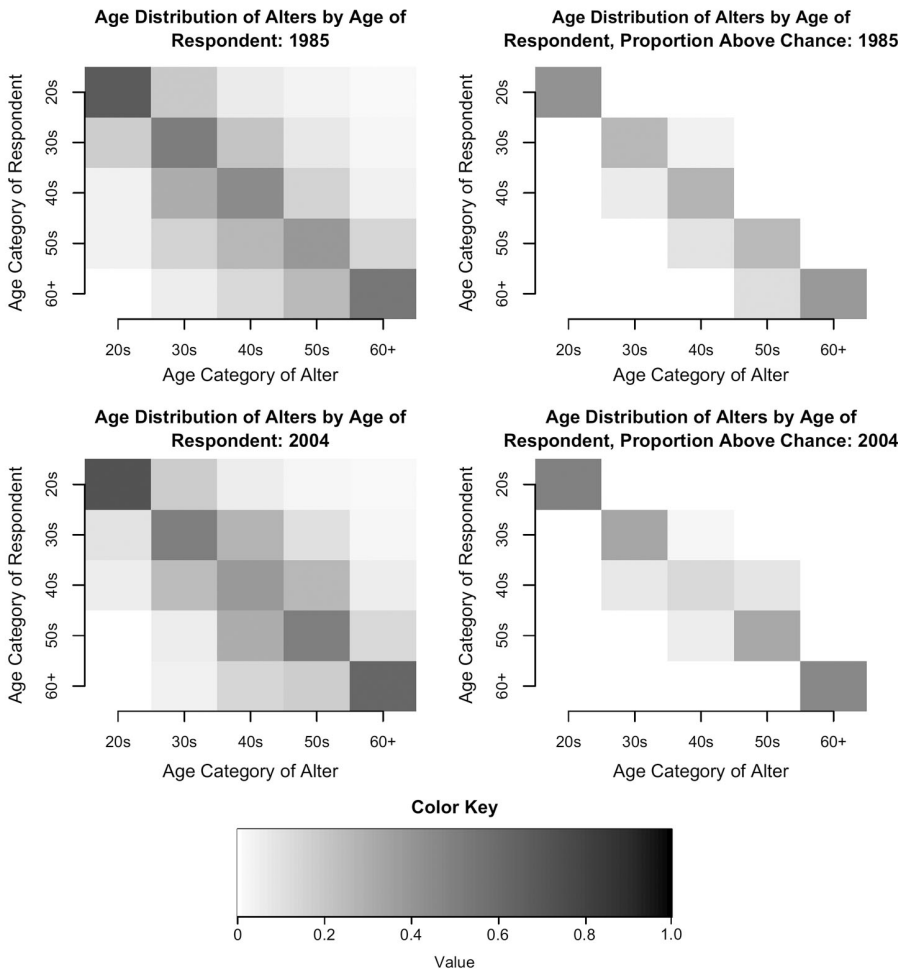 Age Distribution of Alters by Age of
Respondent: 1985
Age Category of Respondent
20s
30s
40s
50s
60+
20s 30s 40s 50s 60+
Age Category of Alter
Age Distribution of Alters by Age of
Respondent, Proportion Above Chance: 1985
Age Category of Respondent
20s
30s
40s
50s
60+
20s 30s 40s 50s 60+
Age Category of Alter
Age Distribution of Alters by Age of
Respondent: 2004
Age Category of Respondent
20s
30s
40s
50s
60+
20s 30s 40s 50s 60+
Age Category of Alter
Age Distribution of Alters by Age of
Respondent, Proportion Above Chance: 2004
Age Category of Respondent
20s
30s
40s
50s
60+
20s 30s 40s 50s 60+
Age Category of Alter
Color Key
0 0.2 0.4 0.6 0.8 1.0
Value